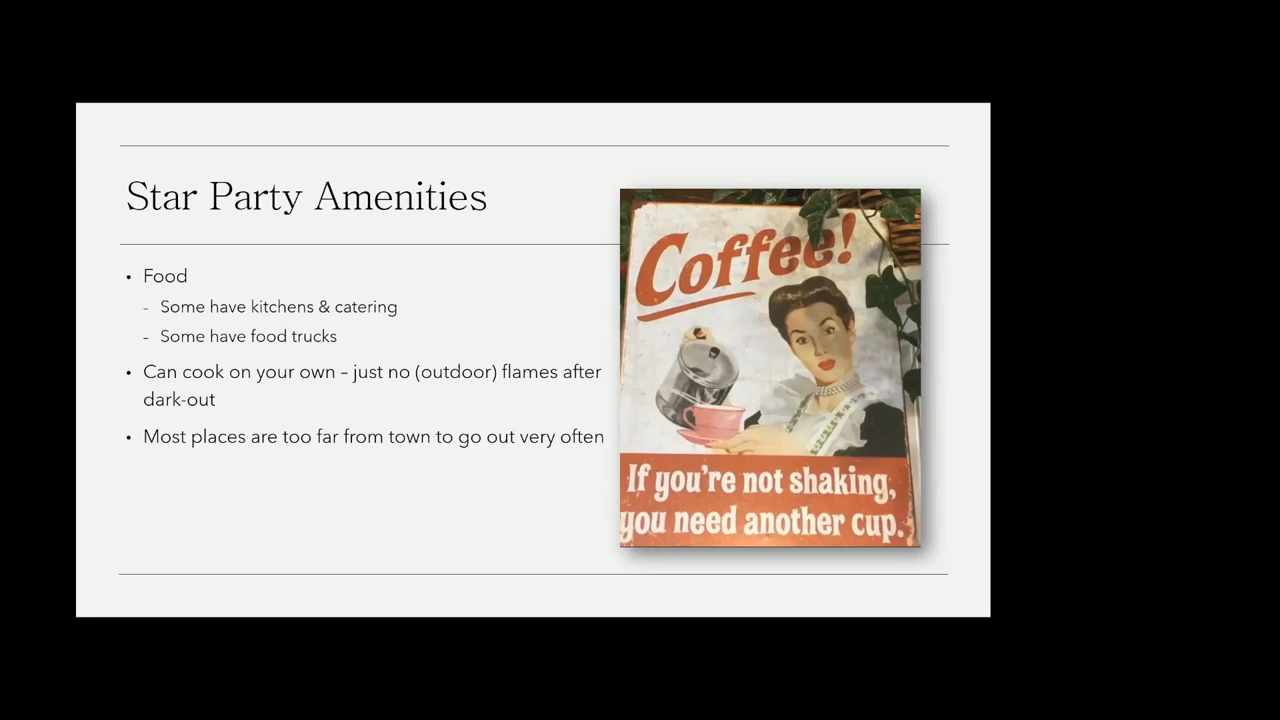 Star Party Amenities
• Food
- Some have kitchens & catering
- Some have food trucks
• Can cook on your own – just no (outdoor) flames after
dark-out
• Most places are too far from town to go out very often
Coffee!
If you're not shaking,
you need another cup.